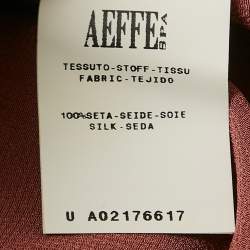 AEFFE SPA
TESSUTO-STOFF-TISSU
FABRIC-TEJIDO
100%SETA-SEIDE-SOIE
SILK-SEDA
U A02176617